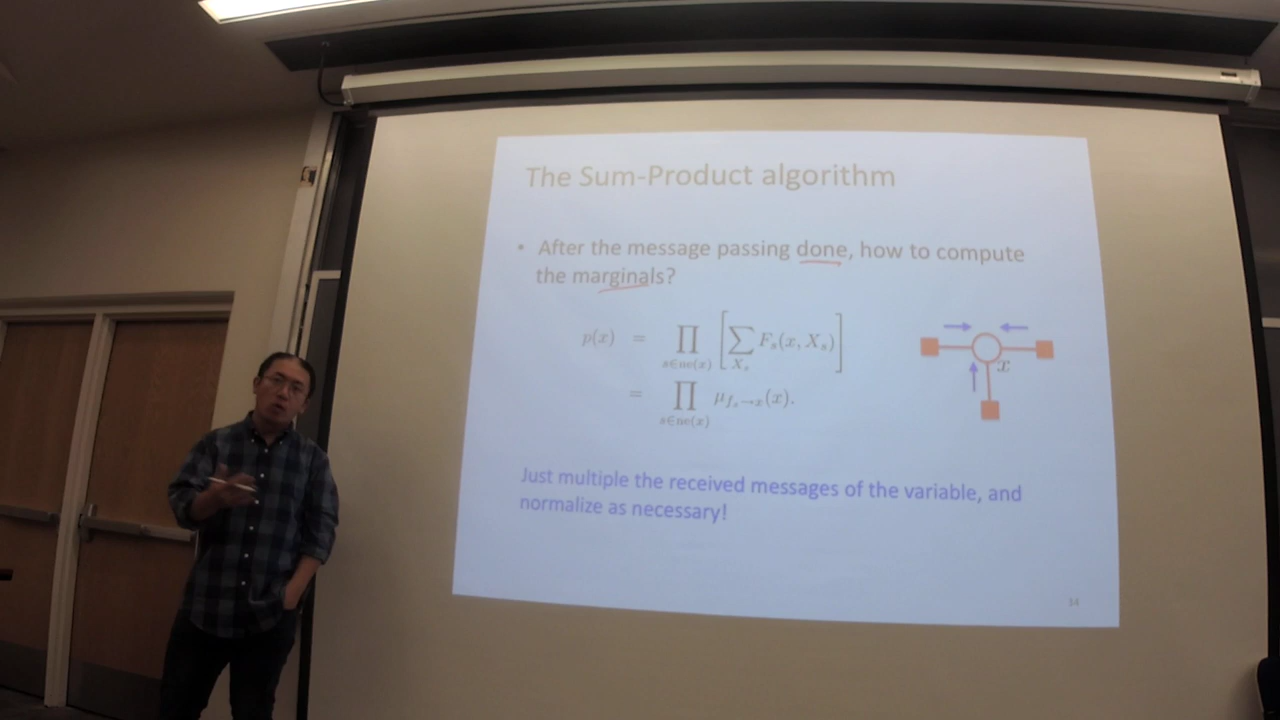 The Sum-Product algorithm
• After the message passing done, how to compute
the marginals?
p(x) = ∏_{s∈ne(x)} [∑_{X_s} F_s(x, X_s)]
= ∏_{s∈ne(x)} μ_{f_s→x}(x).
x
Just multiple the received messages of the variable, and
normalize as necessary!
34